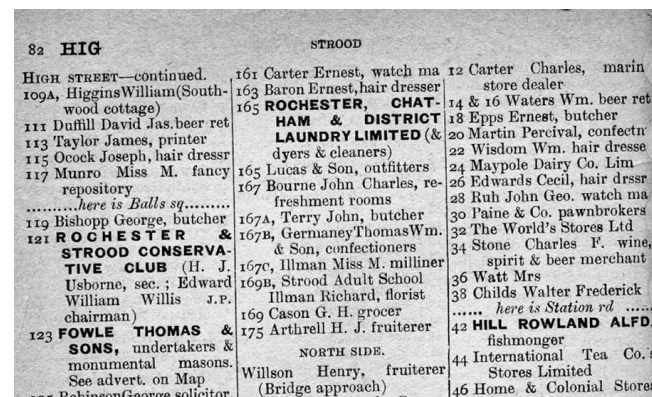 82 HIG
STROOD
HIGH STREET—continued.
109A, HigginsWilliam(South-
wood cottage)
111 Duffill David Jas.beer ret
113 Taylor James, printer
115 Ocock Joseph, hair dressr
117 Munro Miss M. fancy
repository
.........here is Balls sq.........
119 Bishopp George, butcher
121 ROCHESTER &
STROOD CONSERVA-
TIVE CLUB (H. J.
Usborne, sec. ; Edward
William Willis J.P.
chairman)
123 FOWLE THOMAS &
SONS, undertakers &
monumental masons.
See advert. on Map
RobinsonGeorge solicitor
161 Carter Ernest, watch ma
163 Baron Ernest,hair dresser
165 ROCHESTER, CHAT-
HAM & DISTRICT
LAUNDRY LIMITED (&
dyers & cleaners)
165 Lucas & Son, outfitters
167 Bourne John Charles, re-
freshment rooms
167A, Terry John, butcher
167B, GermaneyThomasWm.
& Son, confectioners
167C, Illman Miss M. milliner
169B, Strood Adult School
Illman Richard, florist
169 Cason G. H. grocer
175 Arthrell H. J. fruiterer
NORTH SIDE.
Willson Henry, fruiterer
(Bridge approach)
12 Carter Charles, marin
store dealer
14 & 16 Waters Wm. beer ret
18 Epps Ernest, butcher
20 Martin Percival, confectnr
22 Wisdom Wm. hair dresse
24 Maypole Dairy Co. Lim
26 Edwards Cecil, hair drssr
28 Ruh John Geo. watch ma
30 Paine & Co. pawnbrokers
32 The World's Stores Ltd
34 Stone Charles F. wine,
spirit & beer merchant
36 Watt Mrs
38 Childs Walter Frederick
...... here is Station rd ......
42 HILL ROWLAND ALFD.
fishmonger
44 International Tea Co.'s
Stores Limited
46 Home & Colonial Stores